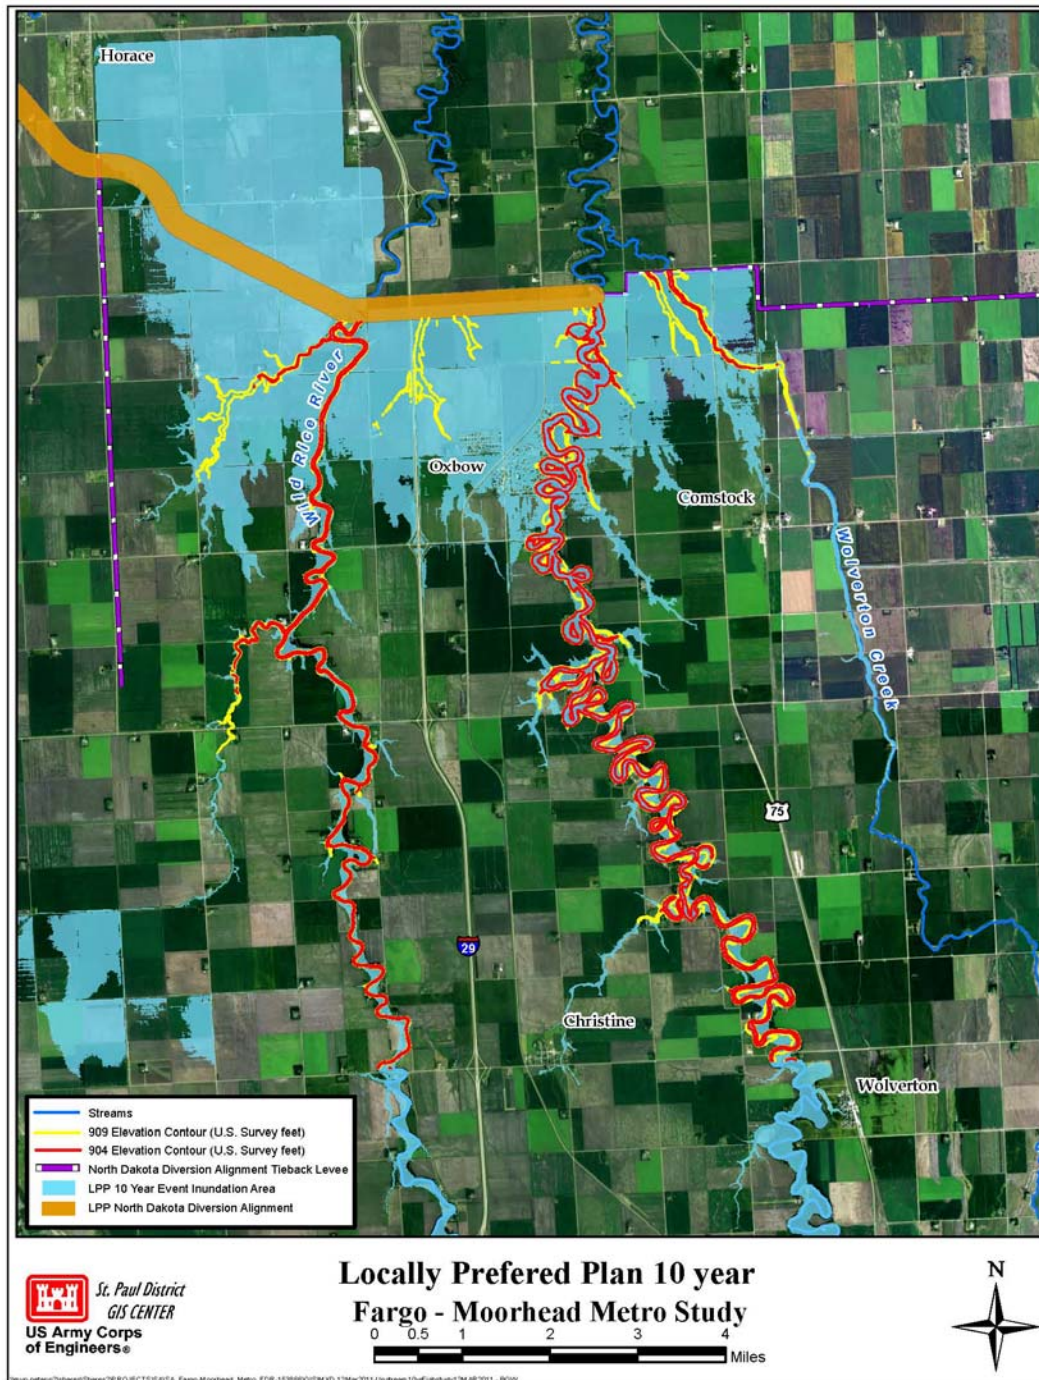 Horace
Wild Rice River
Oxbow
Comstock
Wolverton Creek
75
29
Christine
Wolverton
Streams
909 Elevation Contour (U.S. Survey feet)
904 Elevation Contour (U.S. Survey feet)
North Dakota Diversion Alignment Tieback Levee
LPP 10 Year Event Inundation Area
LPP North Dakota Diversion Alignment
St. Paul District
GIS CENTER
US Army Corps
of Engineers®
Locally Prefered Plan 10 year
Fargo - Moorhead Metro Study
0 0.5 1 2 3 4
Miles
N